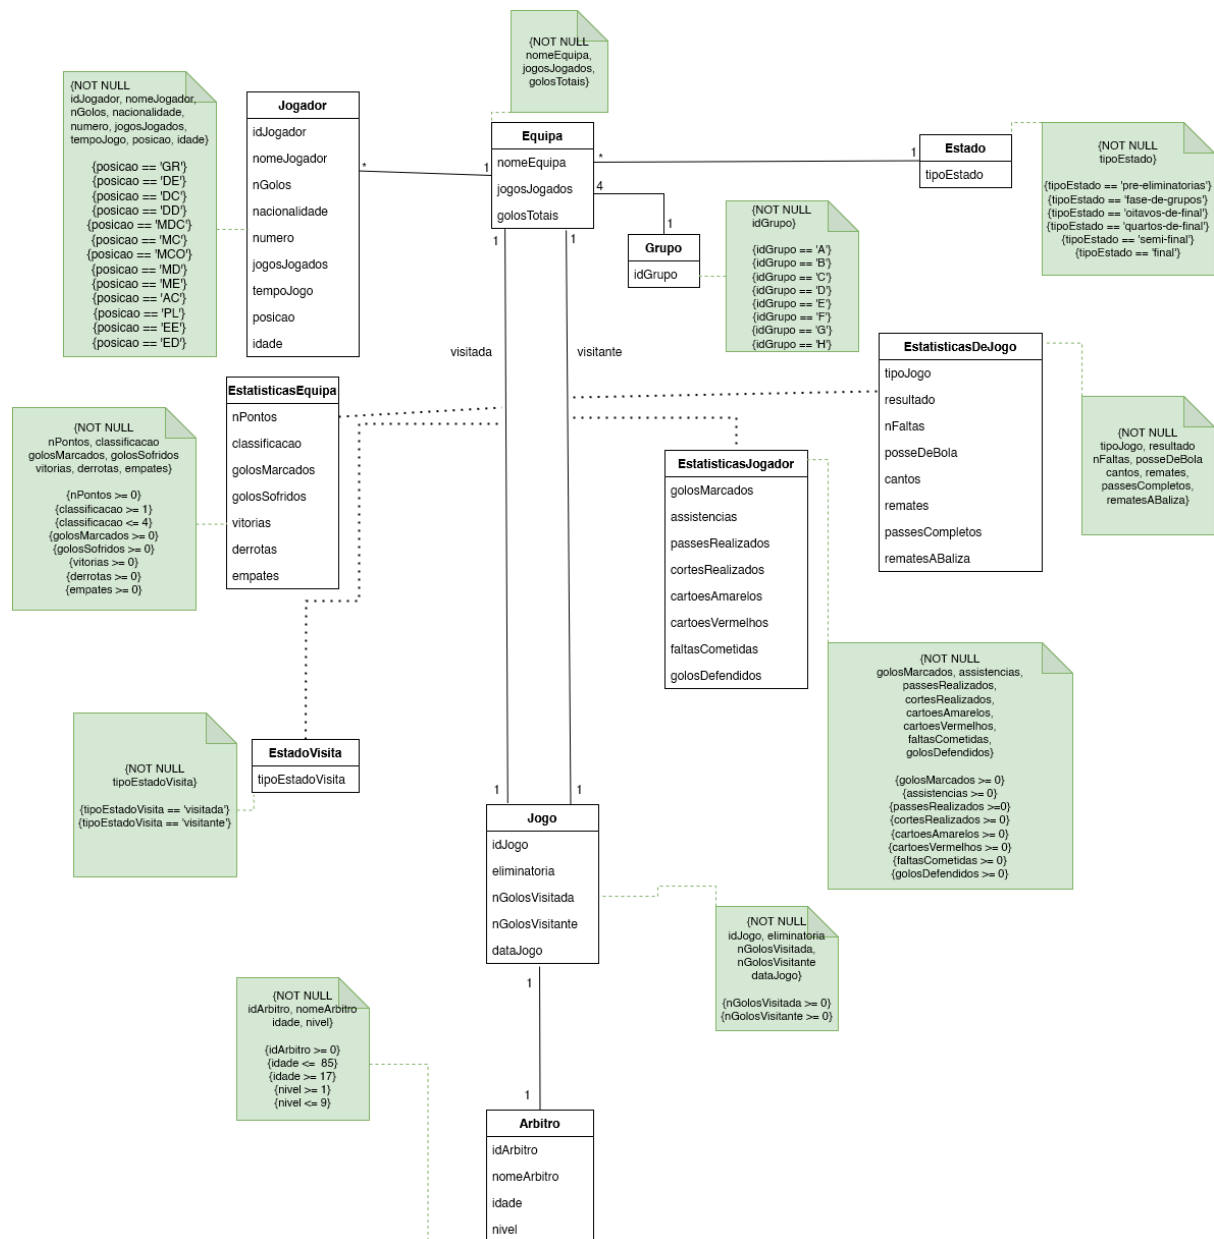 {NOT NULL
nomeEquipa,
jogosJogados,
golosTotais}
{NOT NULL
idJogador, nomeJogador,
nGolos, nacionalidade,
numero, jogosJogados,
tempoJogo, posicao, idade}
{posicao == 'GR'}
{posicao == 'DE'}
{posicao == 'DC'}
{posicao == 'DD'}
{posicao == 'MDC'}
{posicao == 'MC'}
{posicao == 'MCO'}
{posicao == 'MD'}
{posicao == 'ME'}
{posicao == 'AC'}
{posicao == 'PL'}
{posicao == 'EE'}
{posicao == 'ED'}
Jogador
idJogador
nomeJogador
nGolos
nacionalidade
numero
jogosJogados
tempoJogo
posicao
idade
*
1
Equipa
nomeEquipa
jogosJogados
golosTotais
*
1
4
1
1
1
Estado
tipoEstado
{NOT NULL
tipoEstado}
{tipoEstado == 'pre-eliminatorias'}
{tipoEstado == 'fase-de-grupos'}
{tipoEstado == 'oitavos-de-final'}
{tipoEstado == 'quartos-de-final'}
{tipoEstado == 'semi-final'}
{tipoEstado == 'final'}
Grupo
idGrupo
{NOT NULL
idGrupo}
{idGrupo == 'A'}
{idGrupo == 'B'}
{idGrupo == 'C'}
{idGrupo == 'D'}
{idGrupo == 'E'}
{idGrupo == 'F'}
{idGrupo == 'G'}
{idGrupo == 'H'}
visitada
visitante
EstatisticasDeJogo
tipoJogo
resultado
nFaltas
posseDeBola
cantos
remates
passesCompletos
rematesABaliza
{NOT NULL
tipoJogo, resultado
nFaltas, posseDeBola
cantos, remates,
passesCompletos,
rematesABaliza}
EstatisticasEquipa
nPontos
classificacao
golosMarcados
golosSofridos
vitorias
derrotas
empates
{NOT NULL
nPontos, classificacao
golosMarcados, golosSofridos
vitorias, derrotas, empates}
{nPontos >= 0}
{classificacao >= 1}
{classificacao <= 4}
{golosMarcados >= 0}
{golosSofridos >= 0}
{vitorias >= 0}
{derrotas >= 0}
{empates >= 0}
EstatisticasJogador
golosMarcados
assistencias
passesRealizados
cortesRealizados
cartoesAmarelos
cartoesVermelhos
faltasCometidas
golosDefendidos
{NOT NULL
golosMarcados, assistencias,
passesRealizados,
cortesRealizados,
cartoesAmarelos,
cartoesVermelhos,
faltasCometidas,
golosDefendidos}
{golosMarcados >= 0}
{assistencias >= 0}
{passesRealizados >=0}
{cortesRealizados >= 0}
{cartoesAmarelos >= 0}
{cartoesVermelhos >= 0}
{faltasCometidas >= 0}
{golosDefendidos >= 0}
{NOT NULL
tipoEstadoVisita}
{tipoEstadoVisita == 'visitada'}
{tipoEstadoVisita == 'visitante'}
EstadoVisita
tipoEstadoVisita
1
1
Jogo
idJogo
eliminatoria
nGolosVisitada
nGolosVisitante
dataJogo
{NOT NULL
idJogo, eliminatoria
nGolosVisitada,
nGolosVisitante
dataJogo}
{nGolosVisitada >= 0}
{nGolosVisitante >= 0}
1
{NOT NULL
idArbitro, nomeArbitro
idade, nivel}
{idArbitro >= 0}
{idade <=  85}
{idade >= 17}
{nivel >= 1}
{nivel <= 9}
1
Arbitro
idArbitro
nomeArbitro
idade
nivel